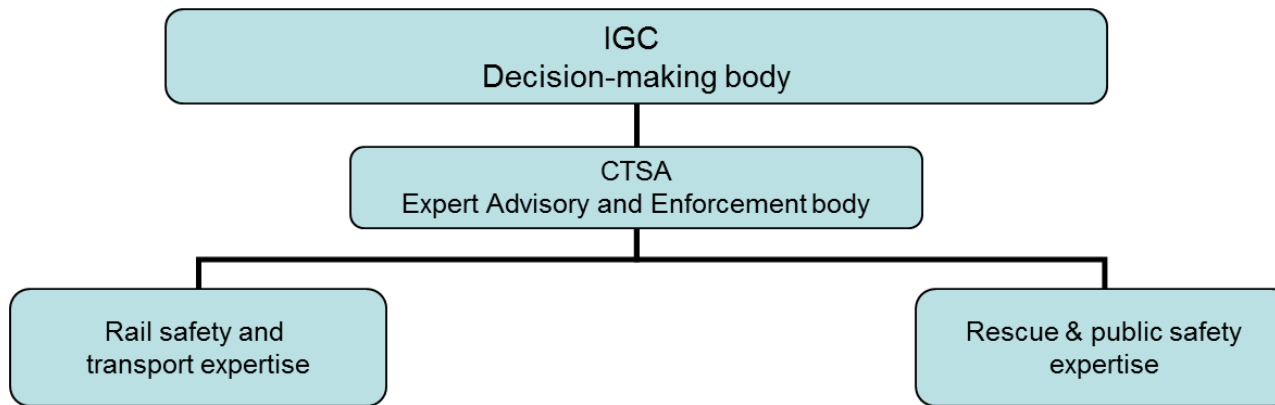 IGC
Decision-making body
CTSA
Expert Advisory and Enforcement body
Rail safety and
transport expertise
Rescue & public safety
expertise